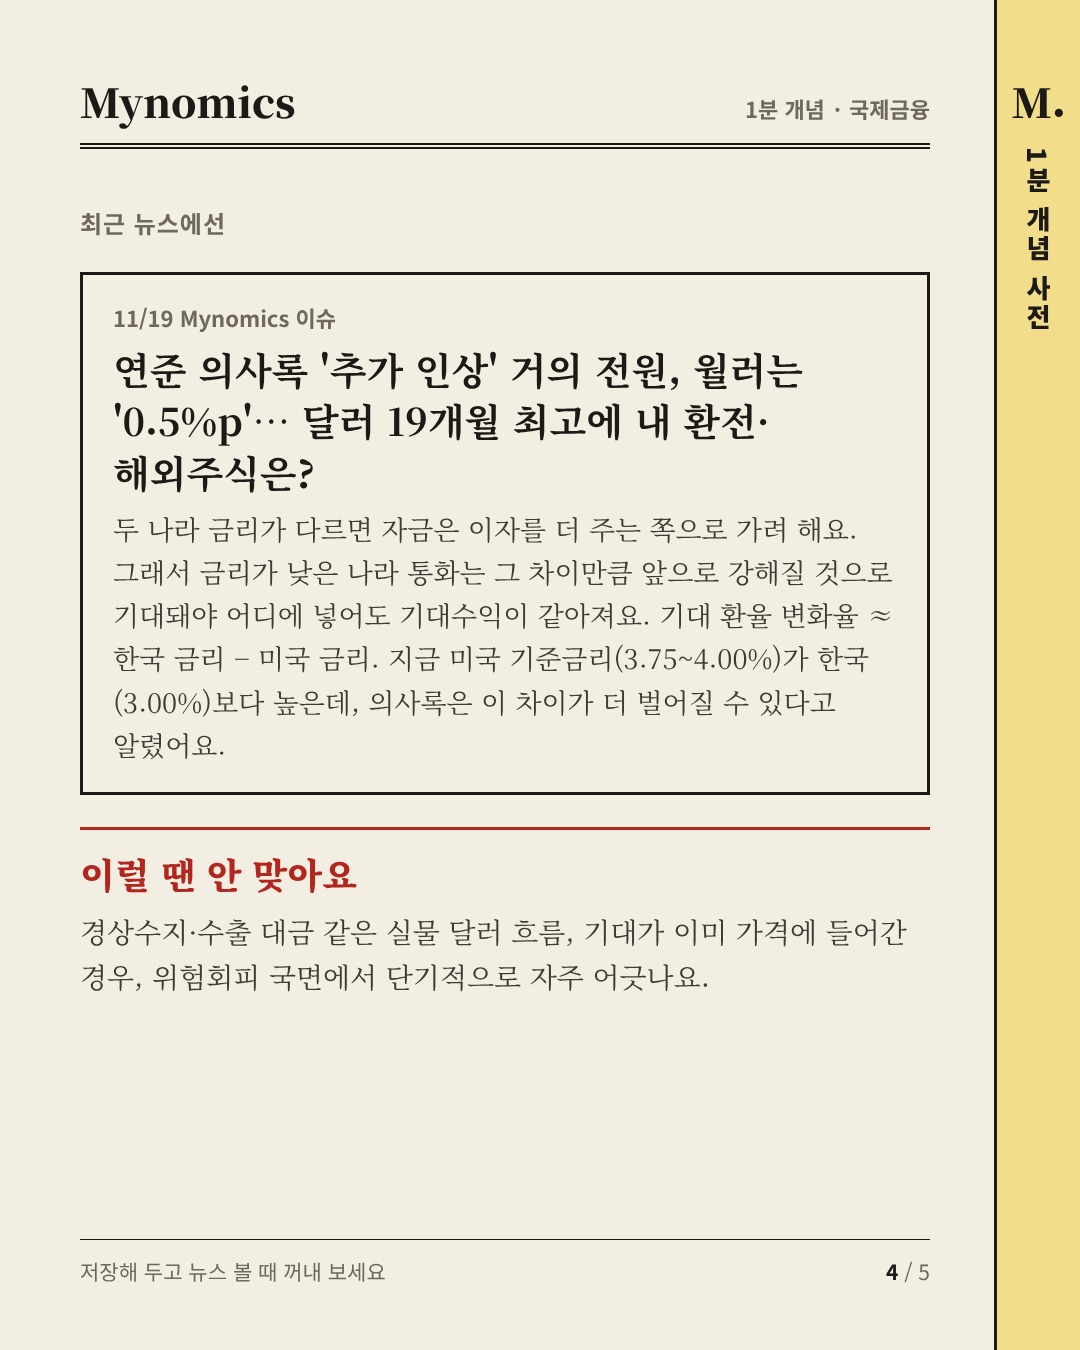 Mynomics
1분 개념 · 국제금융
M.
1분 개념 사전
최근 뉴스에선
11/19 Mynomics 이슈
연준 의사록 '추가 인상' 거의 전원, 월러는
'0.5%p'… 달러 19개월 최고에 내 환전·
해외주식은?
두 나라 금리가 다르면 자금은 이자를 더 주는 쪽으로 가려 해요.
그래서 금리가 낮은 나라 통화는 그 차이만큼 앞으로 강해질 것으로
기대돼야 어디에 넣어도 기대수익이 같아져요. 기대 환율 변화율 ≈
한국 금리 – 미국 금리. 지금 미국 기준금리(3.75~4.00%)가 한국
(3.00%)보다 높은데, 의사록은 이 차이가 더 벌어질 수 있다고
알렸어요.
이럴 땐 안 맞아요
경상수지·수출 대금 같은 실물 달러 흐름, 기대가 이미 가격에 들어간
경우, 위험회피 국면에서 단기적으로 자주 어긋나요.
저장해 두고 뉴스 볼 때 꺼내 보세요
4 / 5